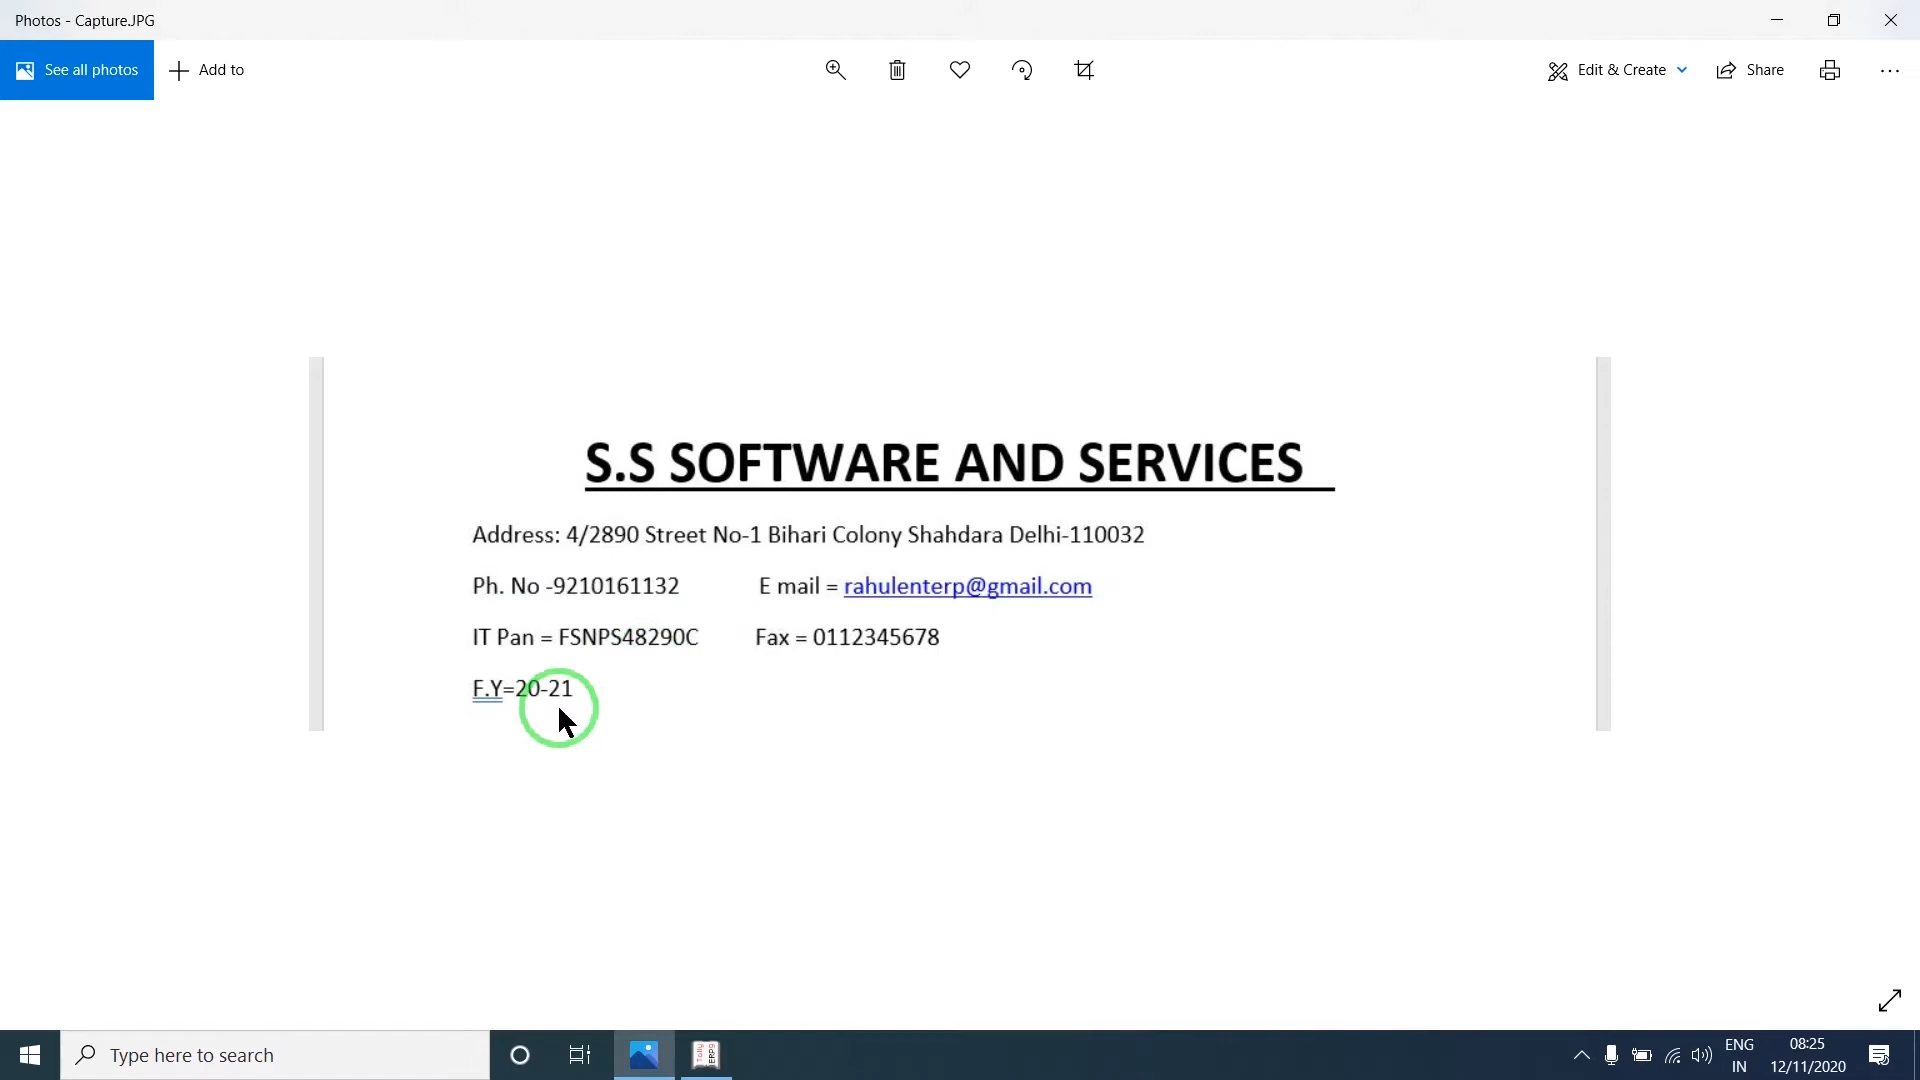 Photos - Capture.JPG
See all photos
Add to
Edit & Create
Share
S.S SOFTWARE AND SERVICES
Address: 4/2890 Street No-1 Bihari Colony Shahdara Delhi-110032
Ph. No -9210161132 E mail = rahulenterp@gmail.com
IT Pan = FSNPS48290C Fax = 0112345678
F.Y=20-21
Type here to search
Tally
ERP9
ENG
IN
08:25
12/11/2020